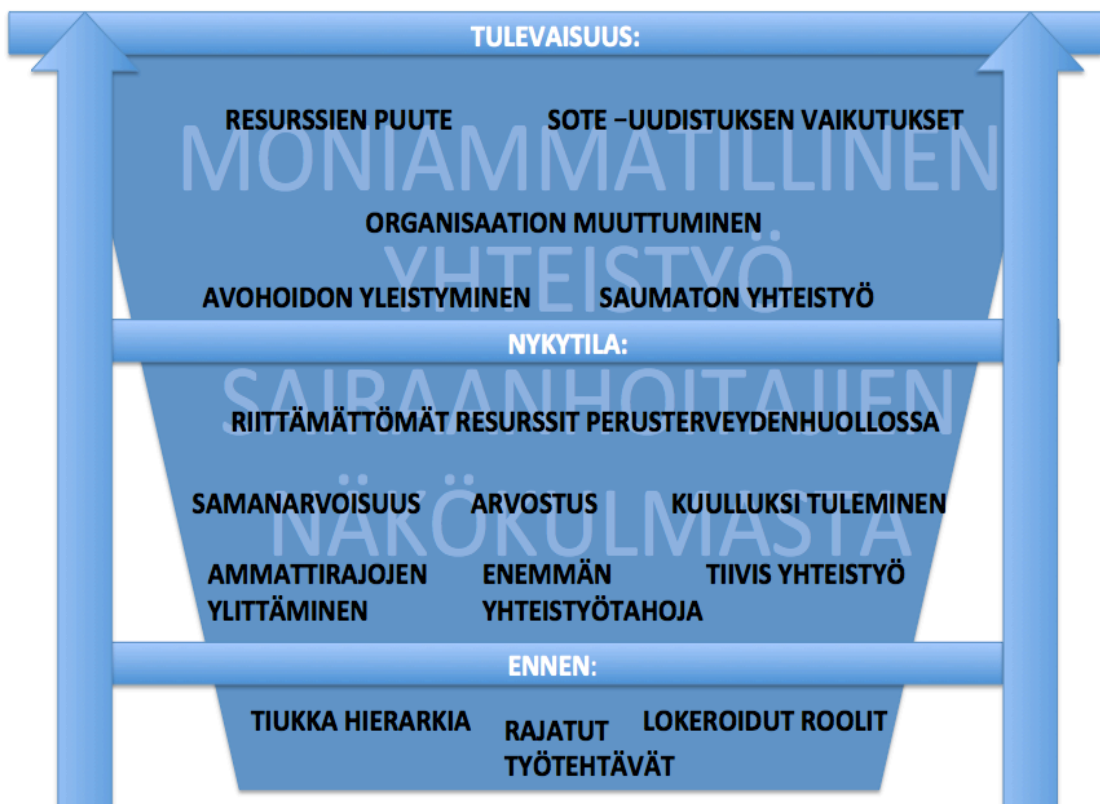 TULEVAISUUS:
RESURSSIEN PUUTE SOTE –UUDISTUKSEN VAIKUTUKSET
MONIAMMATILLINEN
ORGANISAATION MUUTTUMINEN
YHTEISTYÖ
AVOHOIDON YLEISTYMINEN SAUMATON YHTEISTYÖ
NYKYTILA:
SAIRAANHOITAJIEN
RIITTÄMÄTTÖMÄT RESURSSIT PERUSTERVEYDENHUOLLOSSA
SAMANARVOISUUS ARVOSTUS KUULLUKSI TULEMINEN
NÄKÖKULMASTA
AMMATTIRAJOJEN ENEMMÄN TIIVIS YHTEISTYÖ
YLITTÄMINEN YHTEISTYÖTAHOJA
ENNEN:
TIUKKA HIERARKIA RAJATUT LOKEROIDUT ROOLIT
TYÖTEHTÄVÄT